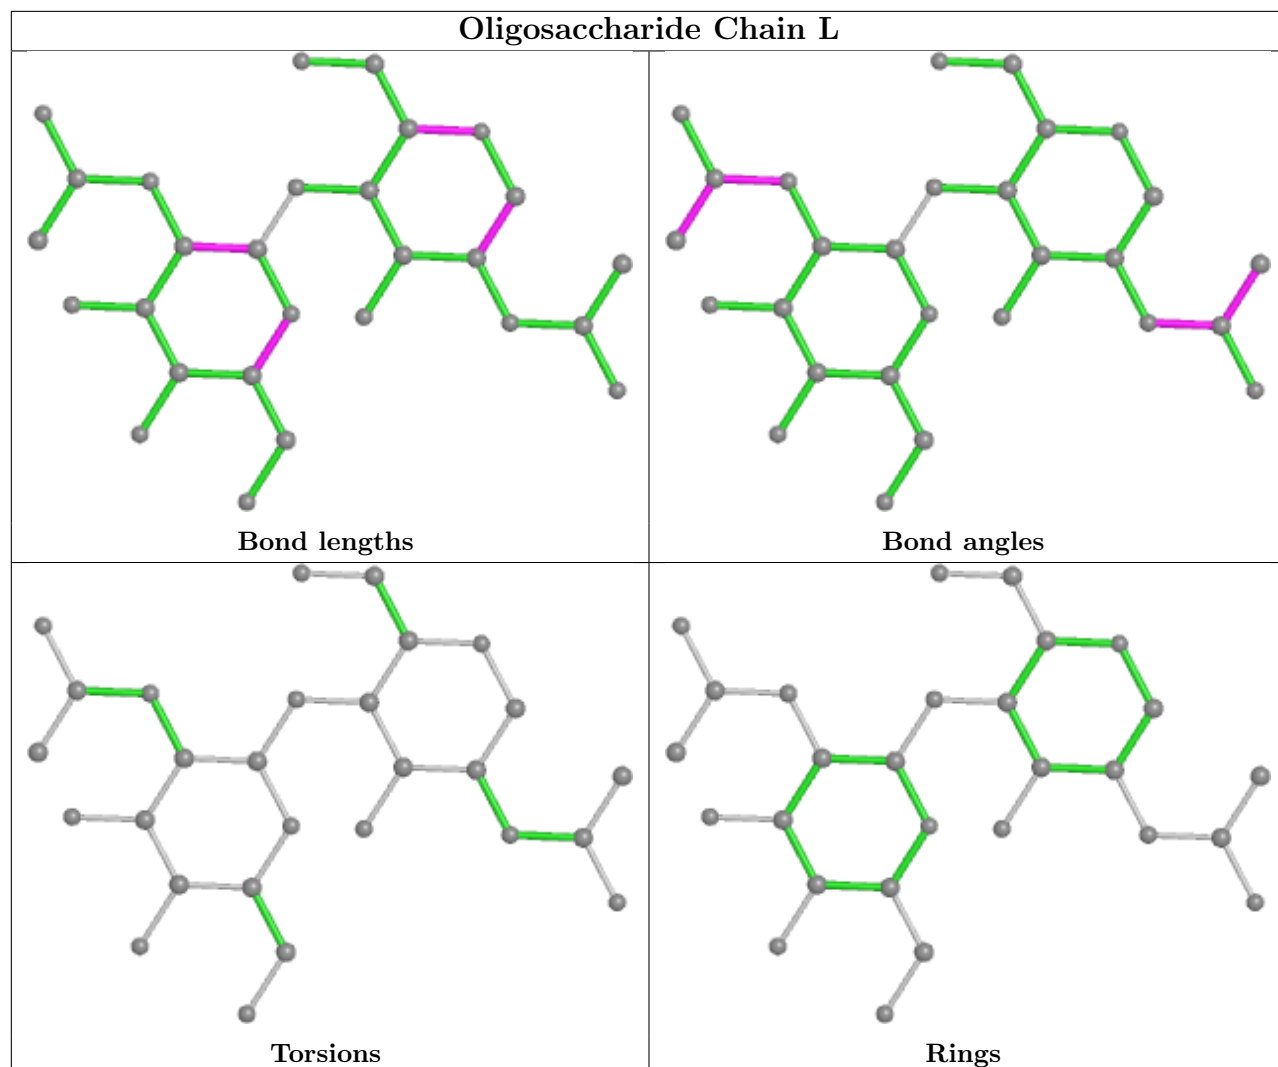 Oligosaccharide Chain L
Bond lengths
Bond angles
Torsions
Rings